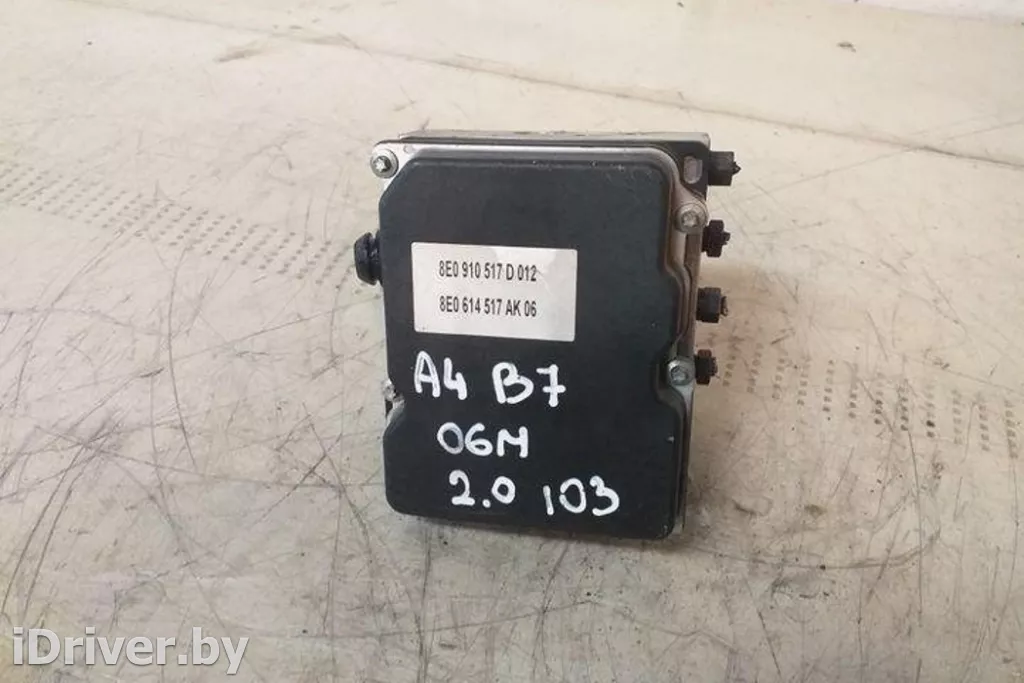 8E0 910 517 D 012
8E0 614 517 AK 06
A4 B7
06M
2.0 103
iDriver.by